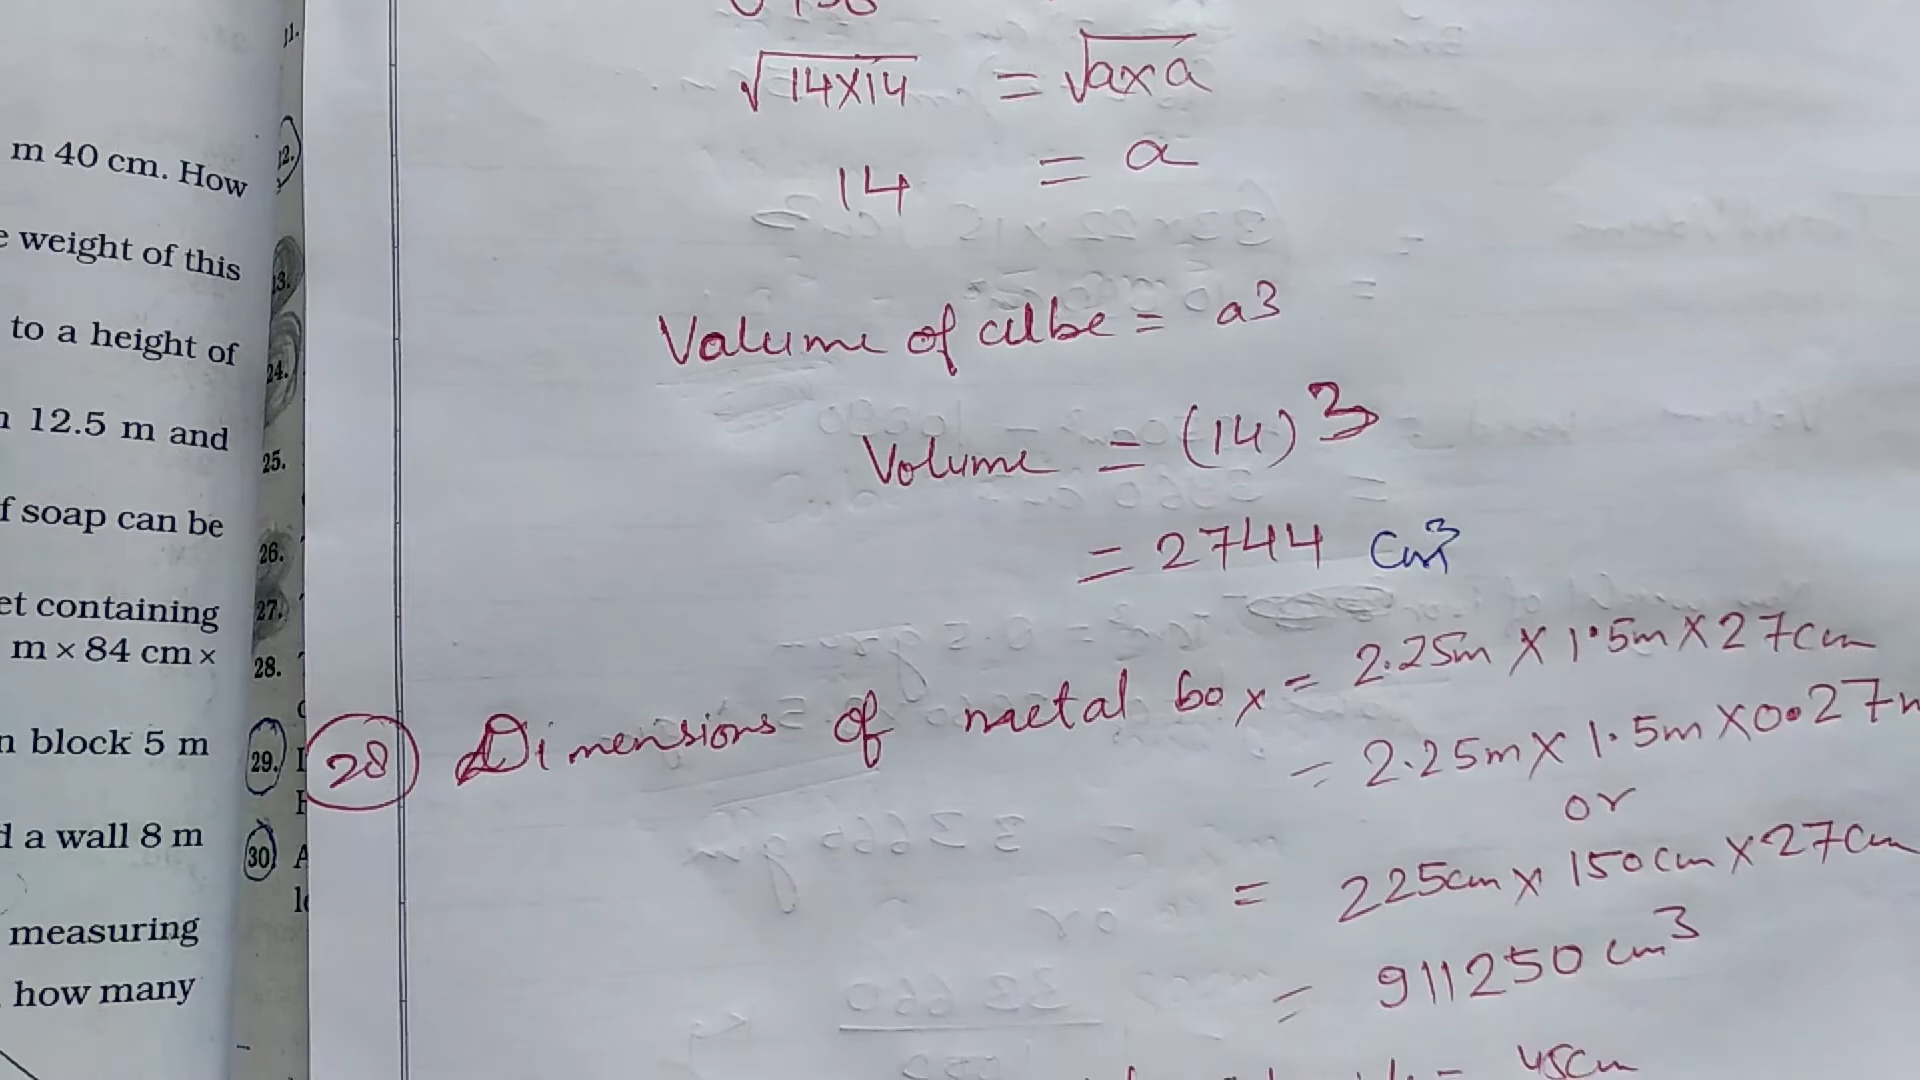 m 40 cm. How
weight of this
to a height of
12.5 m and
f soap can be
et containing
m × 84 cm ×
block 5 m
d a wall 8 m
measuring
how many
11.
12.
24.
25.
26.
27.
28.
29.
30. A
√14×14 = √a×a
14 = a
Valume of cube = a3
Volume = (14)3
= 2744 cm3
28 Dimensions of metal box = 2.25m × 1.5m × 27cm
= 2.25m × 1.5m × 0.27m
or
= 225cm × 150cm × 27cm
= 911250 cm3
45cm